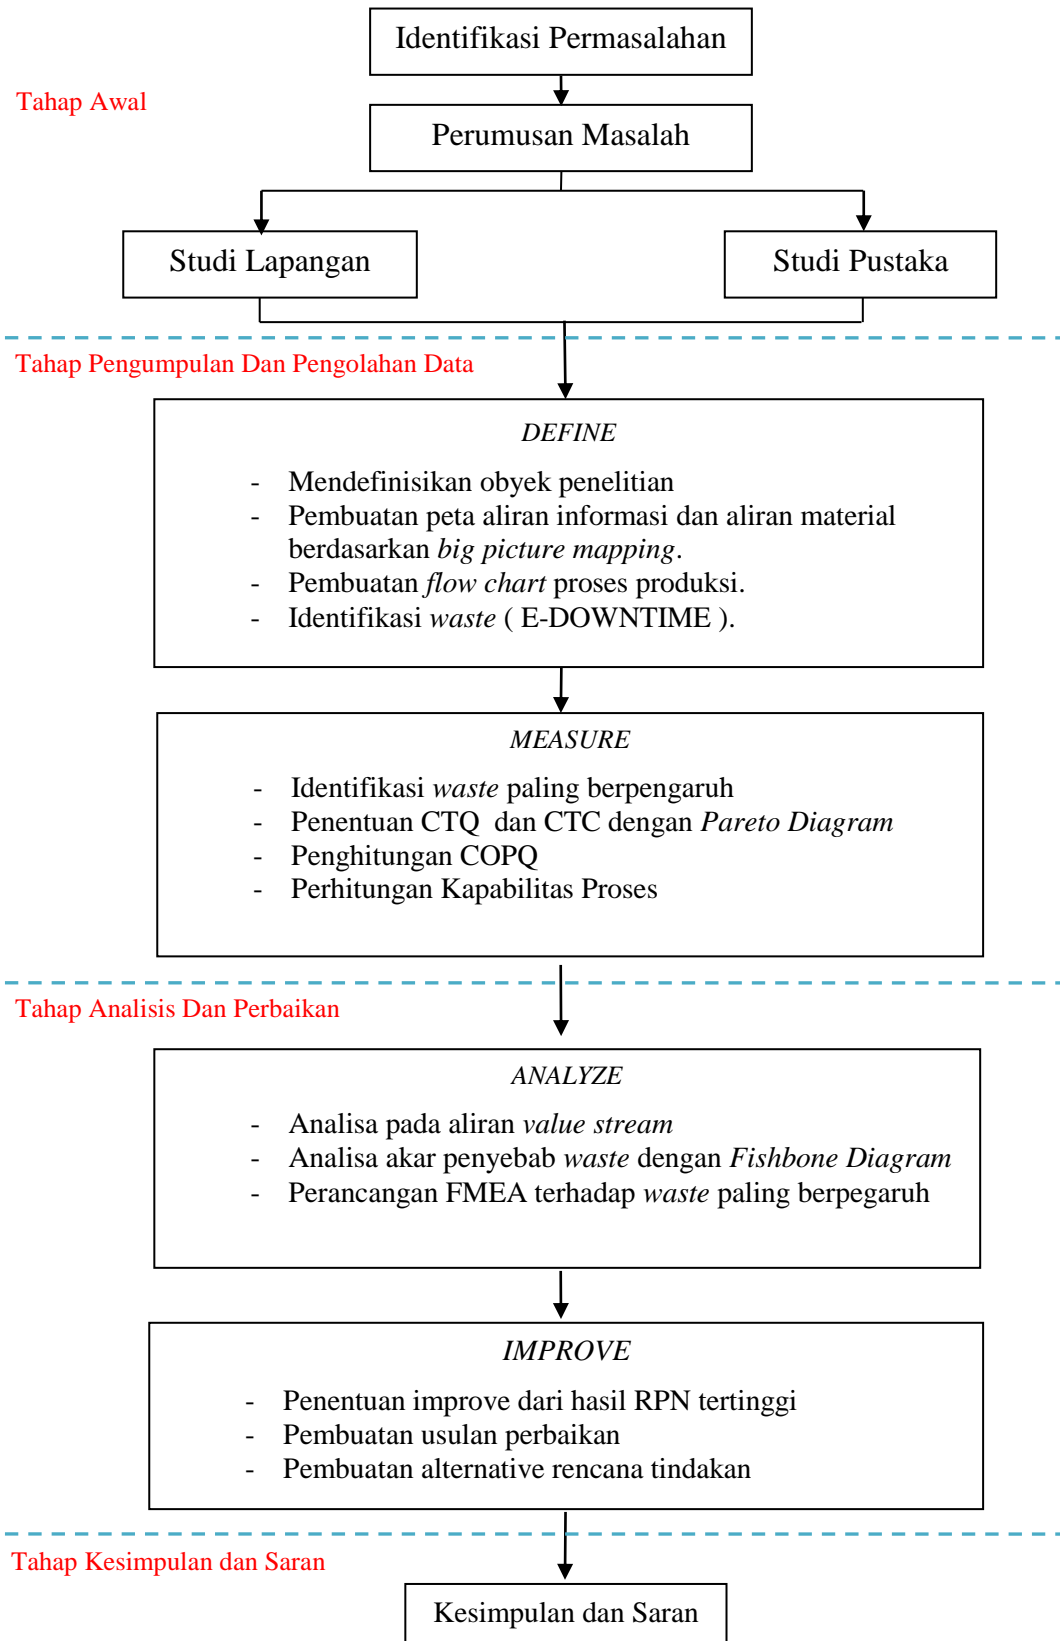 Identifikasi Permasalahan
Tahap Awal
Perumusan Masalah
Studi Lapangan
Studi Pustaka
Tahap Pengumpulan Dan Pengolahan Data
DEFINE
- Mendefinisikan obyek penelitian
- Pembuatan peta aliran informasi dan aliran material
berdasarkan big picture mapping.
- Pembuatan flow chart proses produksi.
- Identifikasi waste ( E-DOWNTIME ).
MEASURE
- Identifikasi waste paling berpengaruh
- Penentuan CTQ  dan CTC dengan Pareto Diagram
- Penghitungan COPQ
- Perhitungan Kapabilitas Proses
Tahap Analisis Dan Perbaikan
ANALYZE
- Analisa pada aliran value stream
- Analisa akar penyebab waste dengan Fishbone Diagram
- Perancangan FMEA terhadap waste paling berpegaruh
IMPROVE
- Penentuan improve dari hasil RPN tertinggi
- Pembuatan usulan perbaikan
- Pembuatan alternative rencana tindakan
Tahap Kesimpulan dan Saran
Kesimpulan dan Saran